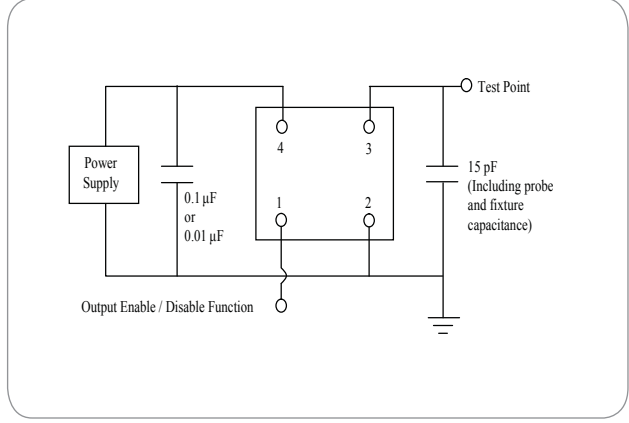 Test Point
4
3
Power
Supply
15 pF
(Including probe
and fixture
capacitance)
0.1 µF
or
0.01 µF
1
2
Output Enable / Disable Function